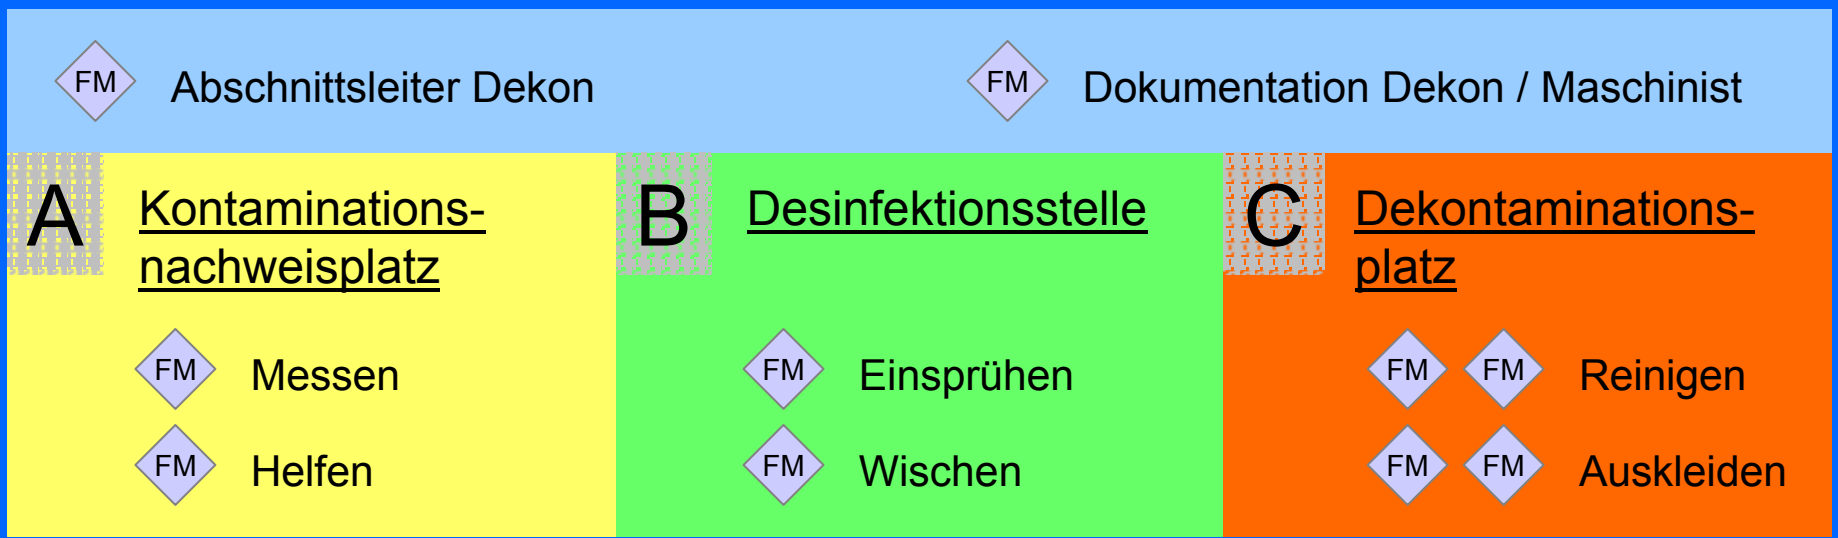 FM Abschnittsleiter Dekon FM Dokumentation Dekon / Maschinist
A Kontaminations-
nachweisplatz
FM Messen
FM Helfen
B Desinfektionsstelle
FM Einsprühen
FM Wischen
C Dekontaminations-
platz
FM FM Reinigen
FM FM Auskleiden